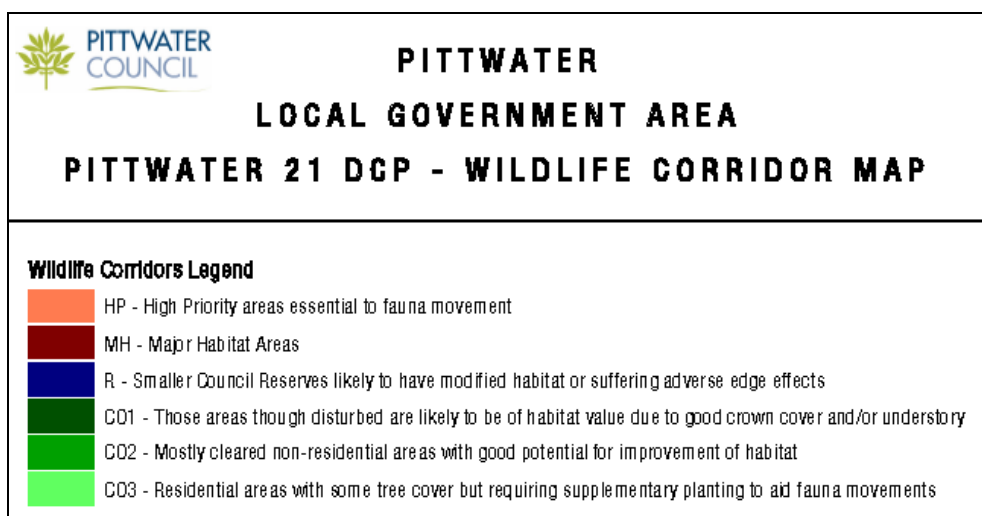 PITTWATER
COUNCIL
PITTWATER
LOCAL GOVERNMENT AREA
PITTWATER 21 DCP - WILDLIFE CORRIDOR MAP
Wildlife Corridors Legend
HP - High Priority areas essential to fauna movement
MH - Major Habitat Areas
R - Smaller Council Reserves likely to have modified habitat or suffering adverse edge effects
CO1 - Those areas though disturbed are likely to be of habitat value due to good crown cover and/or understory
CO2 - Mostly cleared non-residential areas with good potential for improvement of habitat
CO3 - Residential areas with some tree cover but requiring supplementary planting to aid fauna movements